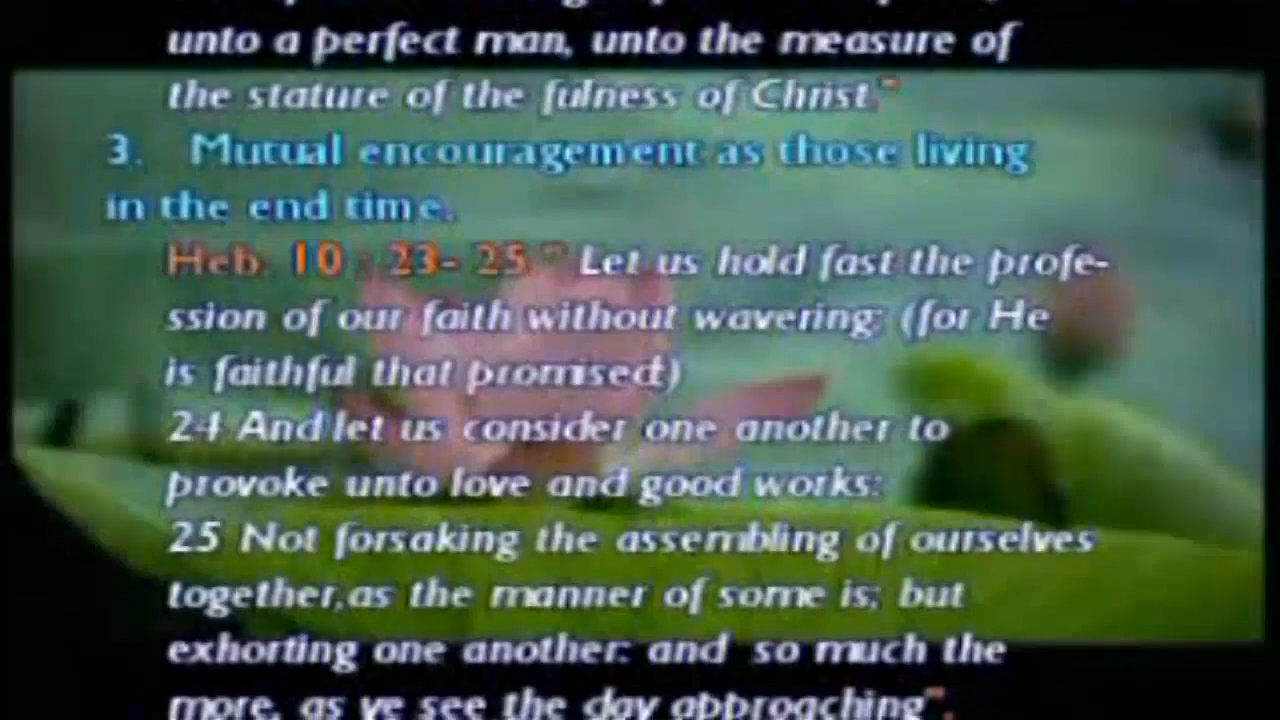 unto a perfect man, unto the measure of
the stature of the fulness of Christ."
3. Mutual encouragement as those living
in the end time.
Heb. 10 : 23- 25 " Let us hold fast the profe-
ssion of our faith without wavering; (for He
is faithful that promised;)
24 And let us consider one another to
provoke unto love and good works:
25 Not forsaking the assembling of ourselves
together,as the manner of some is; but
exhorting one another: and so much the
more, as ye see the day approaching".